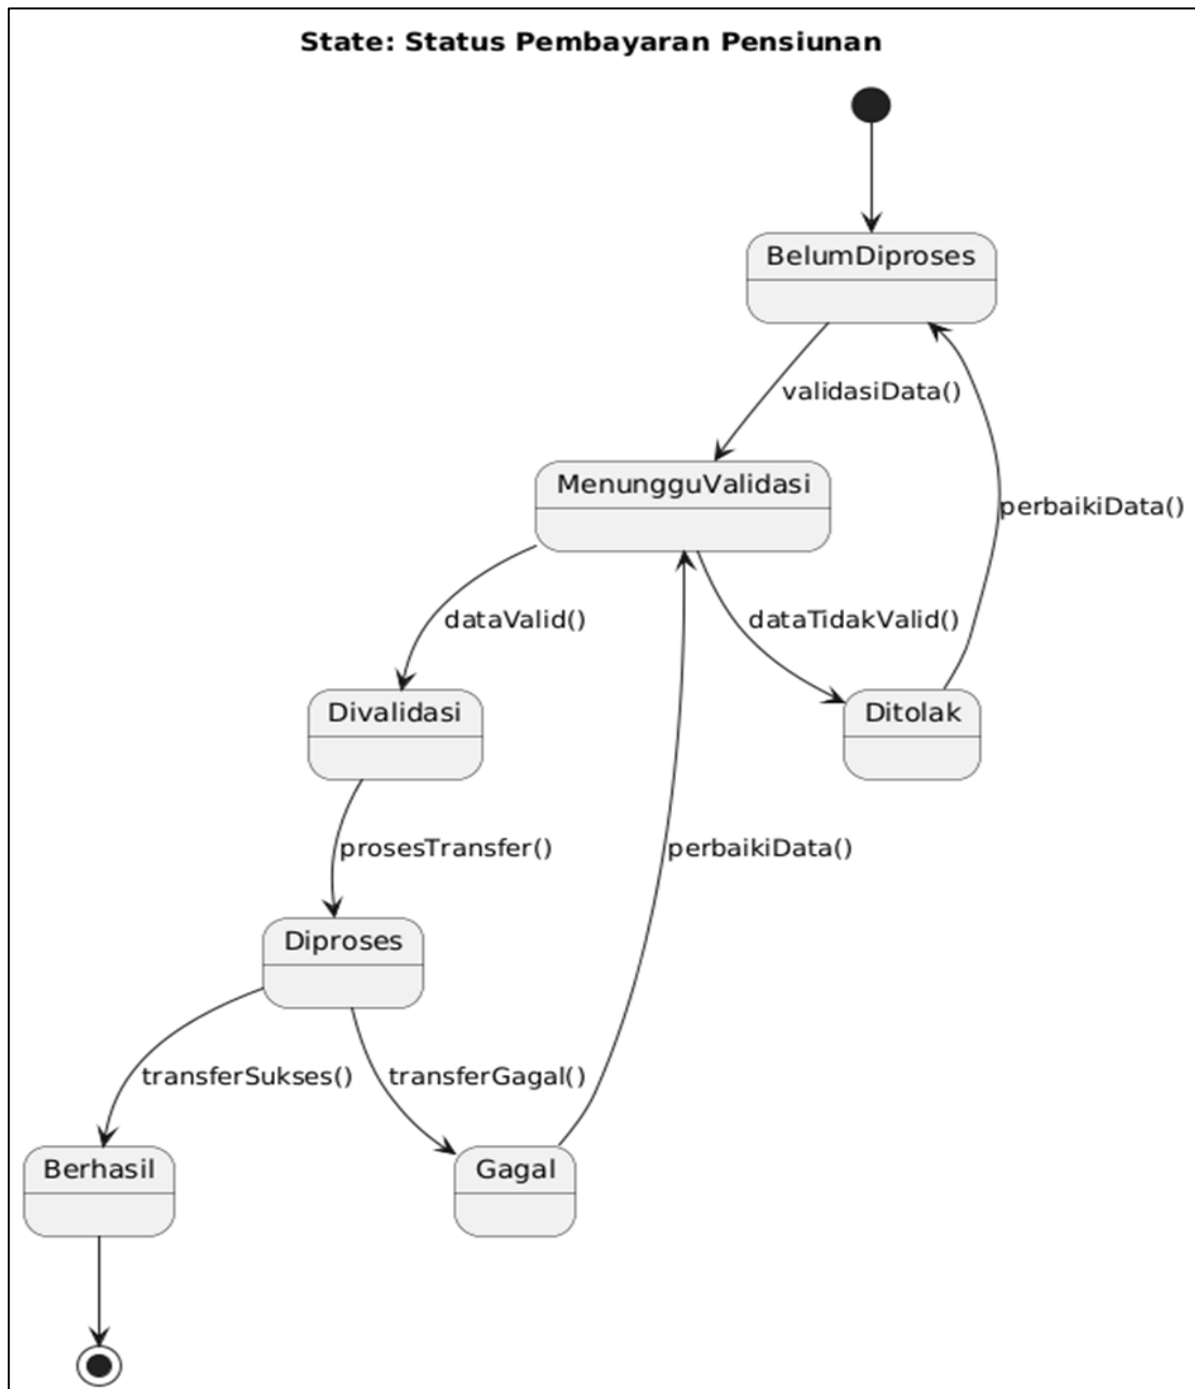 State: Status Pembayaran Pensiunan
BelumDiproses
validasiData()
MenungguValidasi
perbaikiData()
dataValid()
dataTidakValid()
Divalidasi
Ditolak
prosesTransfer()
perbaikiData()
Diproses
transferSukses()
transferGagal()
Berhasil
Gagal